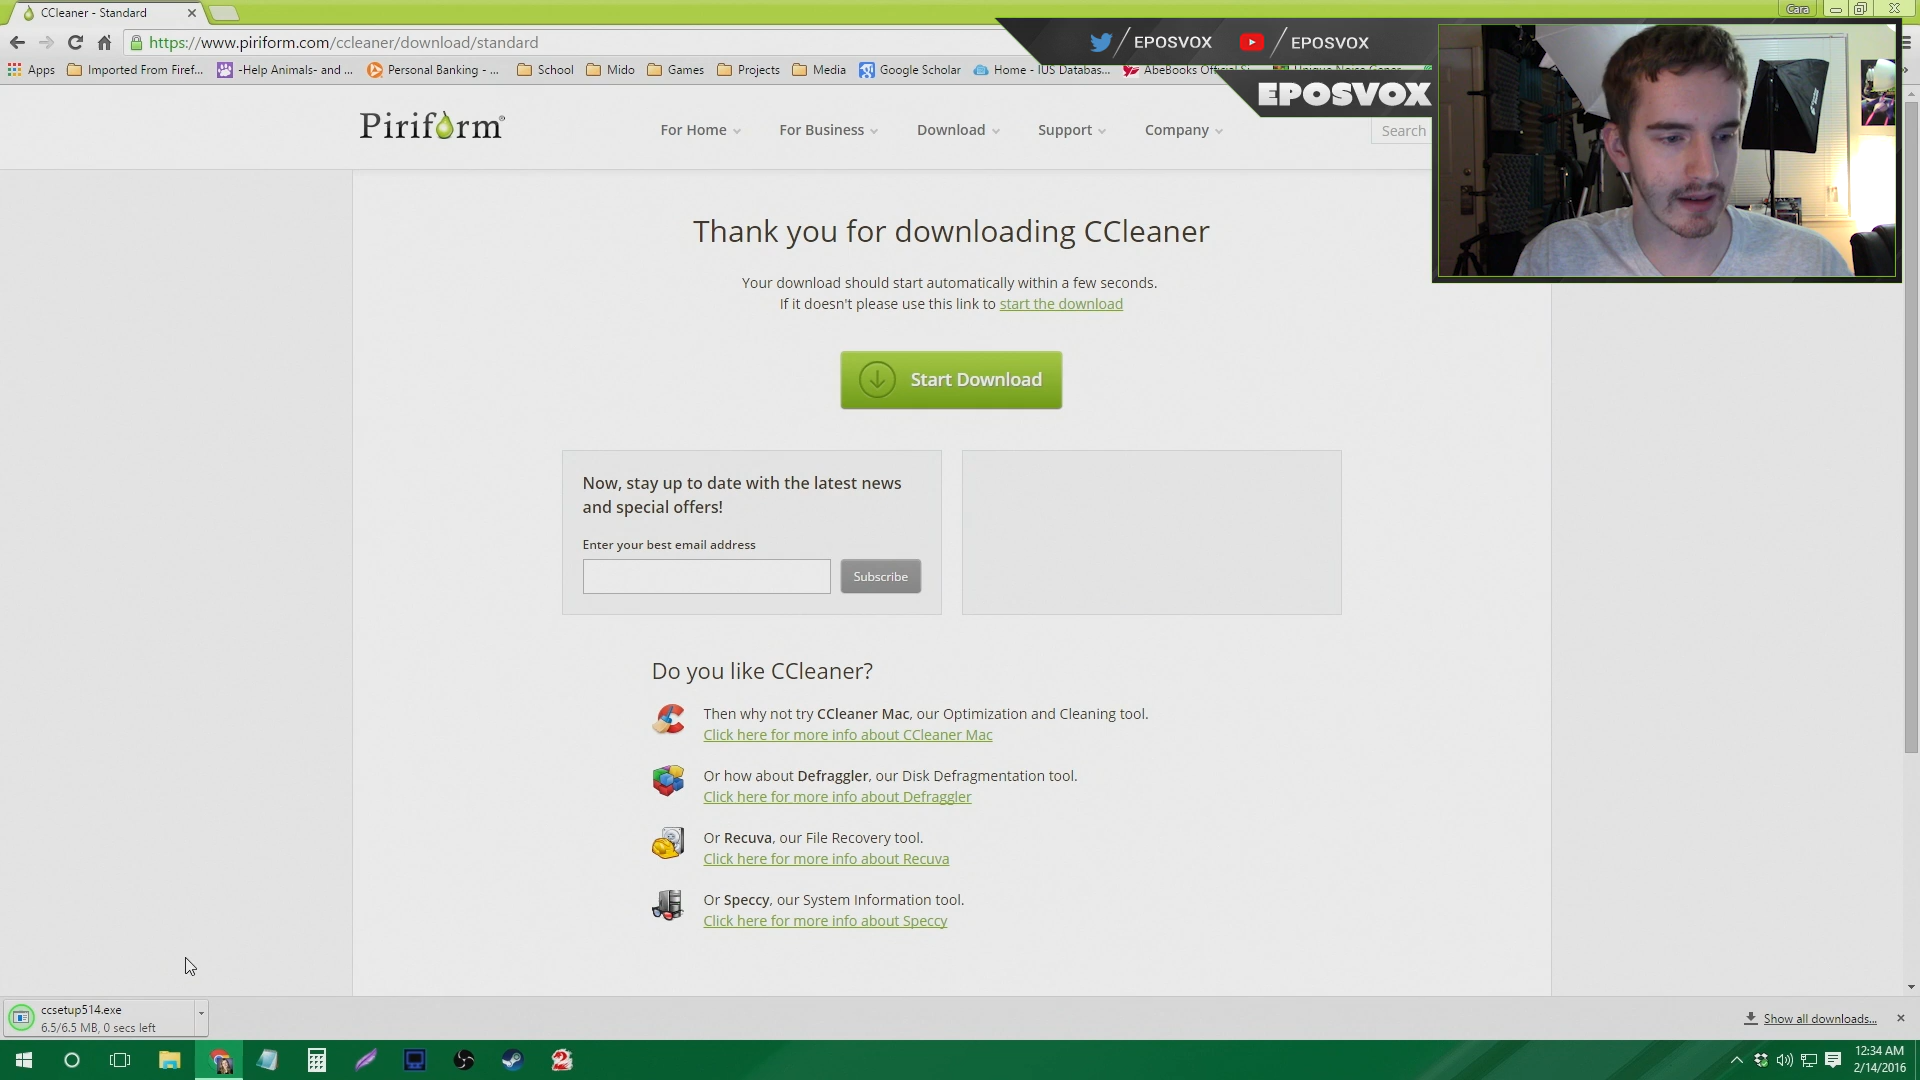 CCleaner - Standard
Cara
https://www.piriform.com/ccleaner/download/standard
EPOSVOX
EPOSVOX
Apps
Imported From Firef...
-Help Animals- and ...
Personal Banking - ...
School
Mido
Games
Projects
Media
Google Scholar
Home - IUS Databas...
EPOSVOX
Piriform®
For Home
For Business
Download
Support
Company
Search
Thank you for downloading CCleaner
Your download should start automatically within a few seconds.
If it doesn't please use this link to start the download
Start Download
Now, stay up to date with the latest news
and special offers!
Enter your best email address
Subscribe
Do you like CCleaner?
Then why not try CCleaner Mac, our Optimization and Cleaning tool.
Click here for more info about CCleaner Mac
Or how about Defraggler, our Disk Defragmentation tool.
Click here for more info about Defraggler
Or Recuva, our File Recovery tool.
Click here for more info about Recuva
Or Speccy, our System Information tool.
Click here for more info about Speccy
ccsetup514.exe
6.5/6.5 MB, 0 secs left
Show all downloads...
12:34 AM
2/14/2016